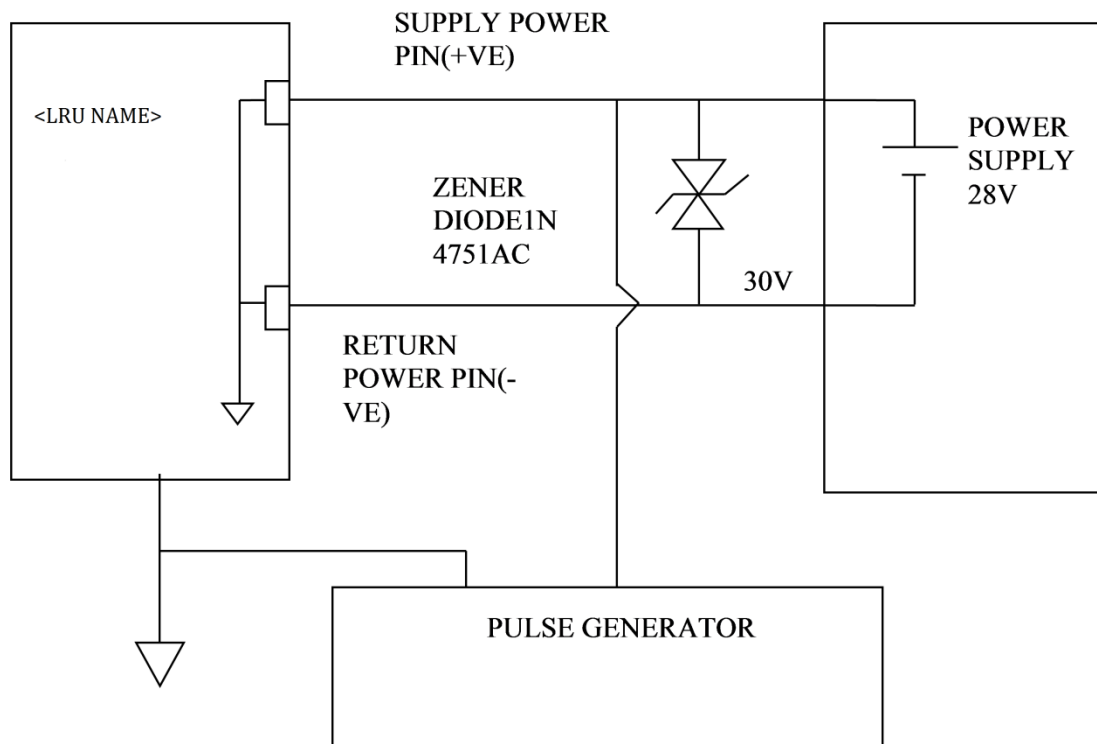 SUPPLY POWER
PIN(+VE)
<LRU NAME>
POWER
SUPPLY
28V
ZENER
DIODE1N
4751AC
30V
RETURN
POWER PIN(-
VE)
PULSE GENERATOR